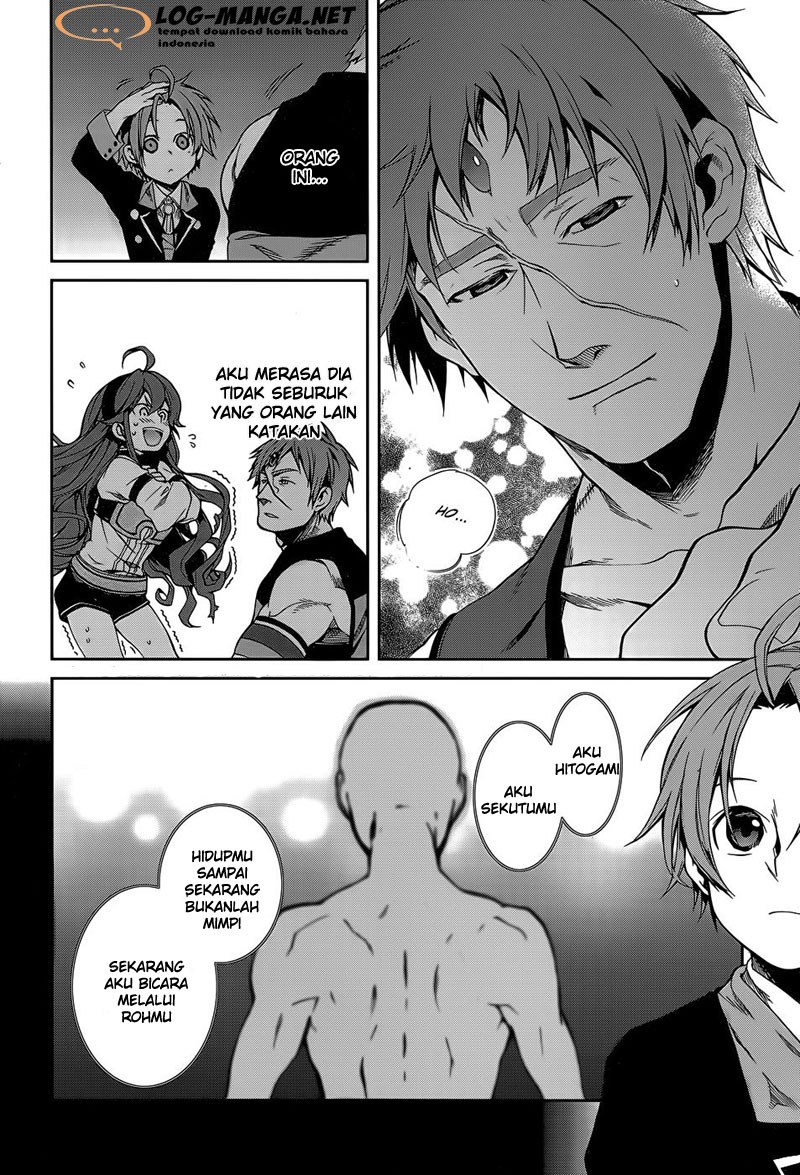 LOG-MANGA.NET
tempat download komik bahasa
indonesia
HO...
ORANG
INI...
AKU MERASA DIA
TIDAK SEBURUK
YANG ORANG LAIN
KATAKAN
AKU
HITOGAMI
AKU
SEKUTUMU
HIDUPMU
SAMPAI
SEKARANG
BUKANLAH
MIMPI
SEKARANG
AKU BICARA
MELALUI
ROHMU